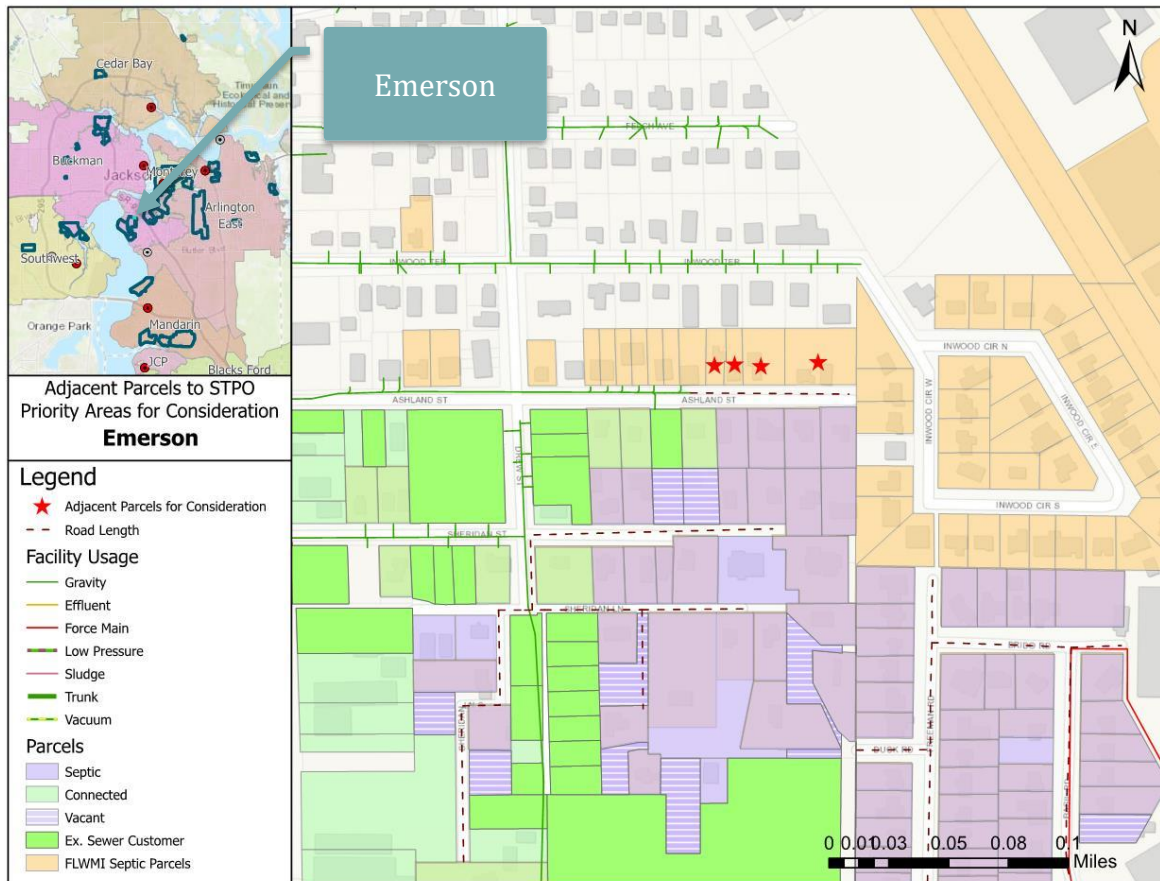 Emerson
N
Cedar Bay
Buckman
Arlington
East
Southwest
Orange Park
Mandarin
JCP
Blacks Ford
Adjacent Parcels to STPO
Priority Areas for Consideration
Emerson
Legend
Adjacent Parcels for Consideration
Road Length
Facility Usage
Gravity
Effluent
Force Main
Low Pressure
Sludge
Trunk
Vacuum
Parcels
Septic
Connected
Vacant
Ex. Sewer Customer
FLWMI Septic Parcels
INWOOD TER
INWOOD TER
INWOOD CIR N
INWOOD CIR W
INWOOD CIR E
INWOOD CIR S
ASHLAND ST
ASHLAND ST
SHERIDAN ST
SHERIDAN LN
0 0.01 0.03 0.05 0.08 0.1
Miles